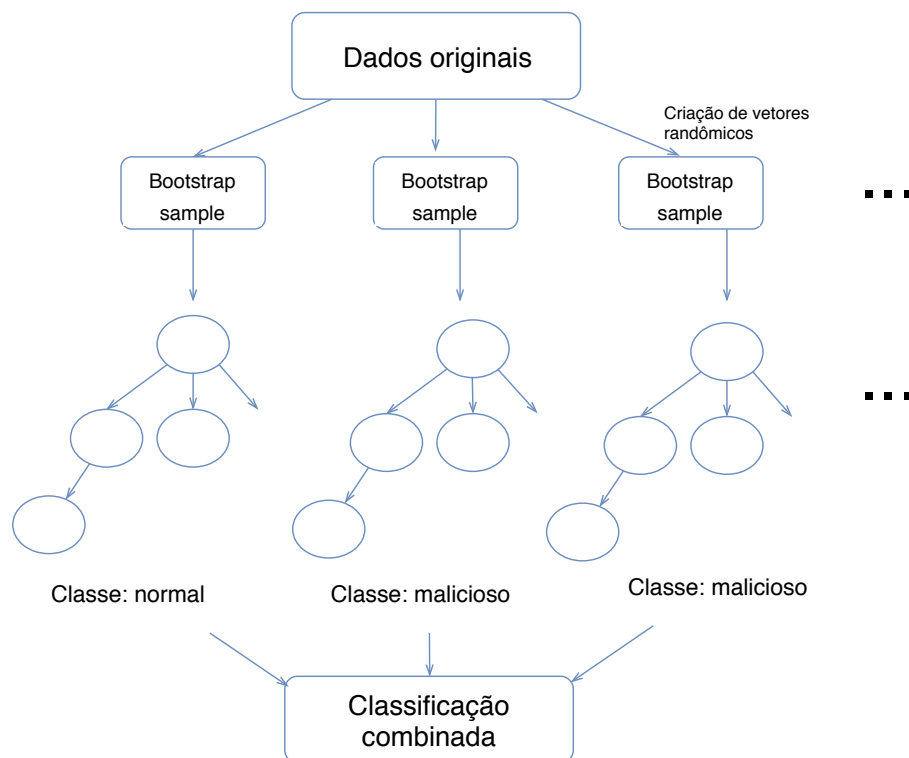 Dados originais
Criação de vetores
randômicos
Bootstrap
sample
Bootstrap
sample
Bootstrap
sample
Classe: normal
Classe: malicioso
Classe: malicioso
Classificação
combinada